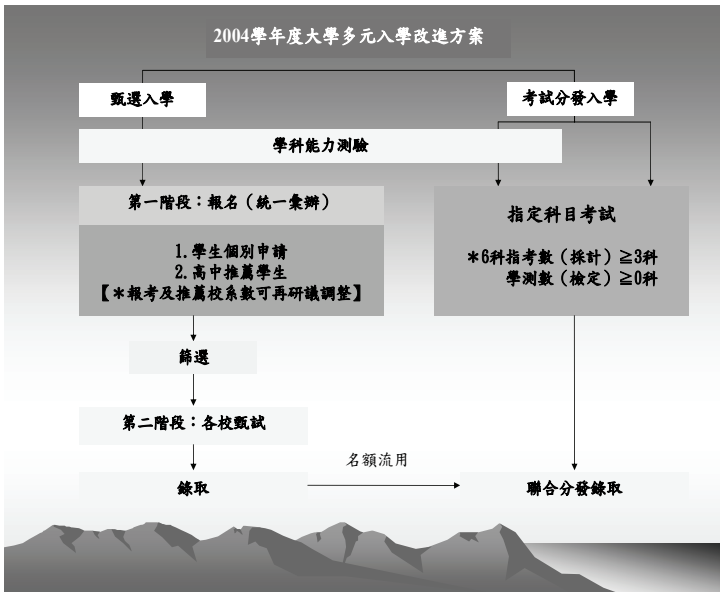 2004學年度大學多元入學改進方案
甄選入學
考試分發入學
學科能力測驗
第一階段：報名（統一彙辦）
1.學生個別申請
2.高中推薦學生
【＊報考及推薦校系數可再研議調整】
指定科目考試
＊6科指考數（採計）≧3科
學測數（檢定）≧0科
篩選
第二階段：各校甄試
錄取
名額流用
聯合分發錄取